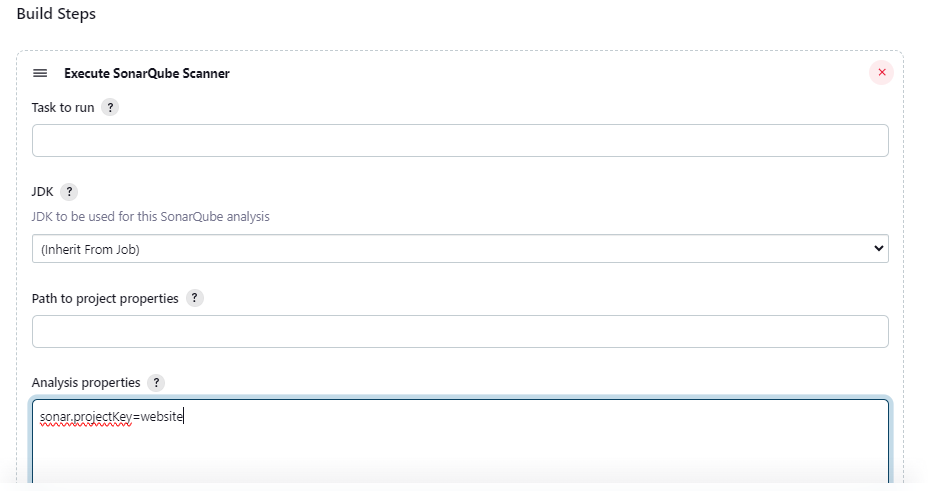 Build Steps
Execute SonarQube Scanner
Task to run ?
JDK ?
JDK to be used for this SonarQube analysis
(Inherit From Job)
Path to project properties ?
Analysis properties ?
sonar.projectKey=website